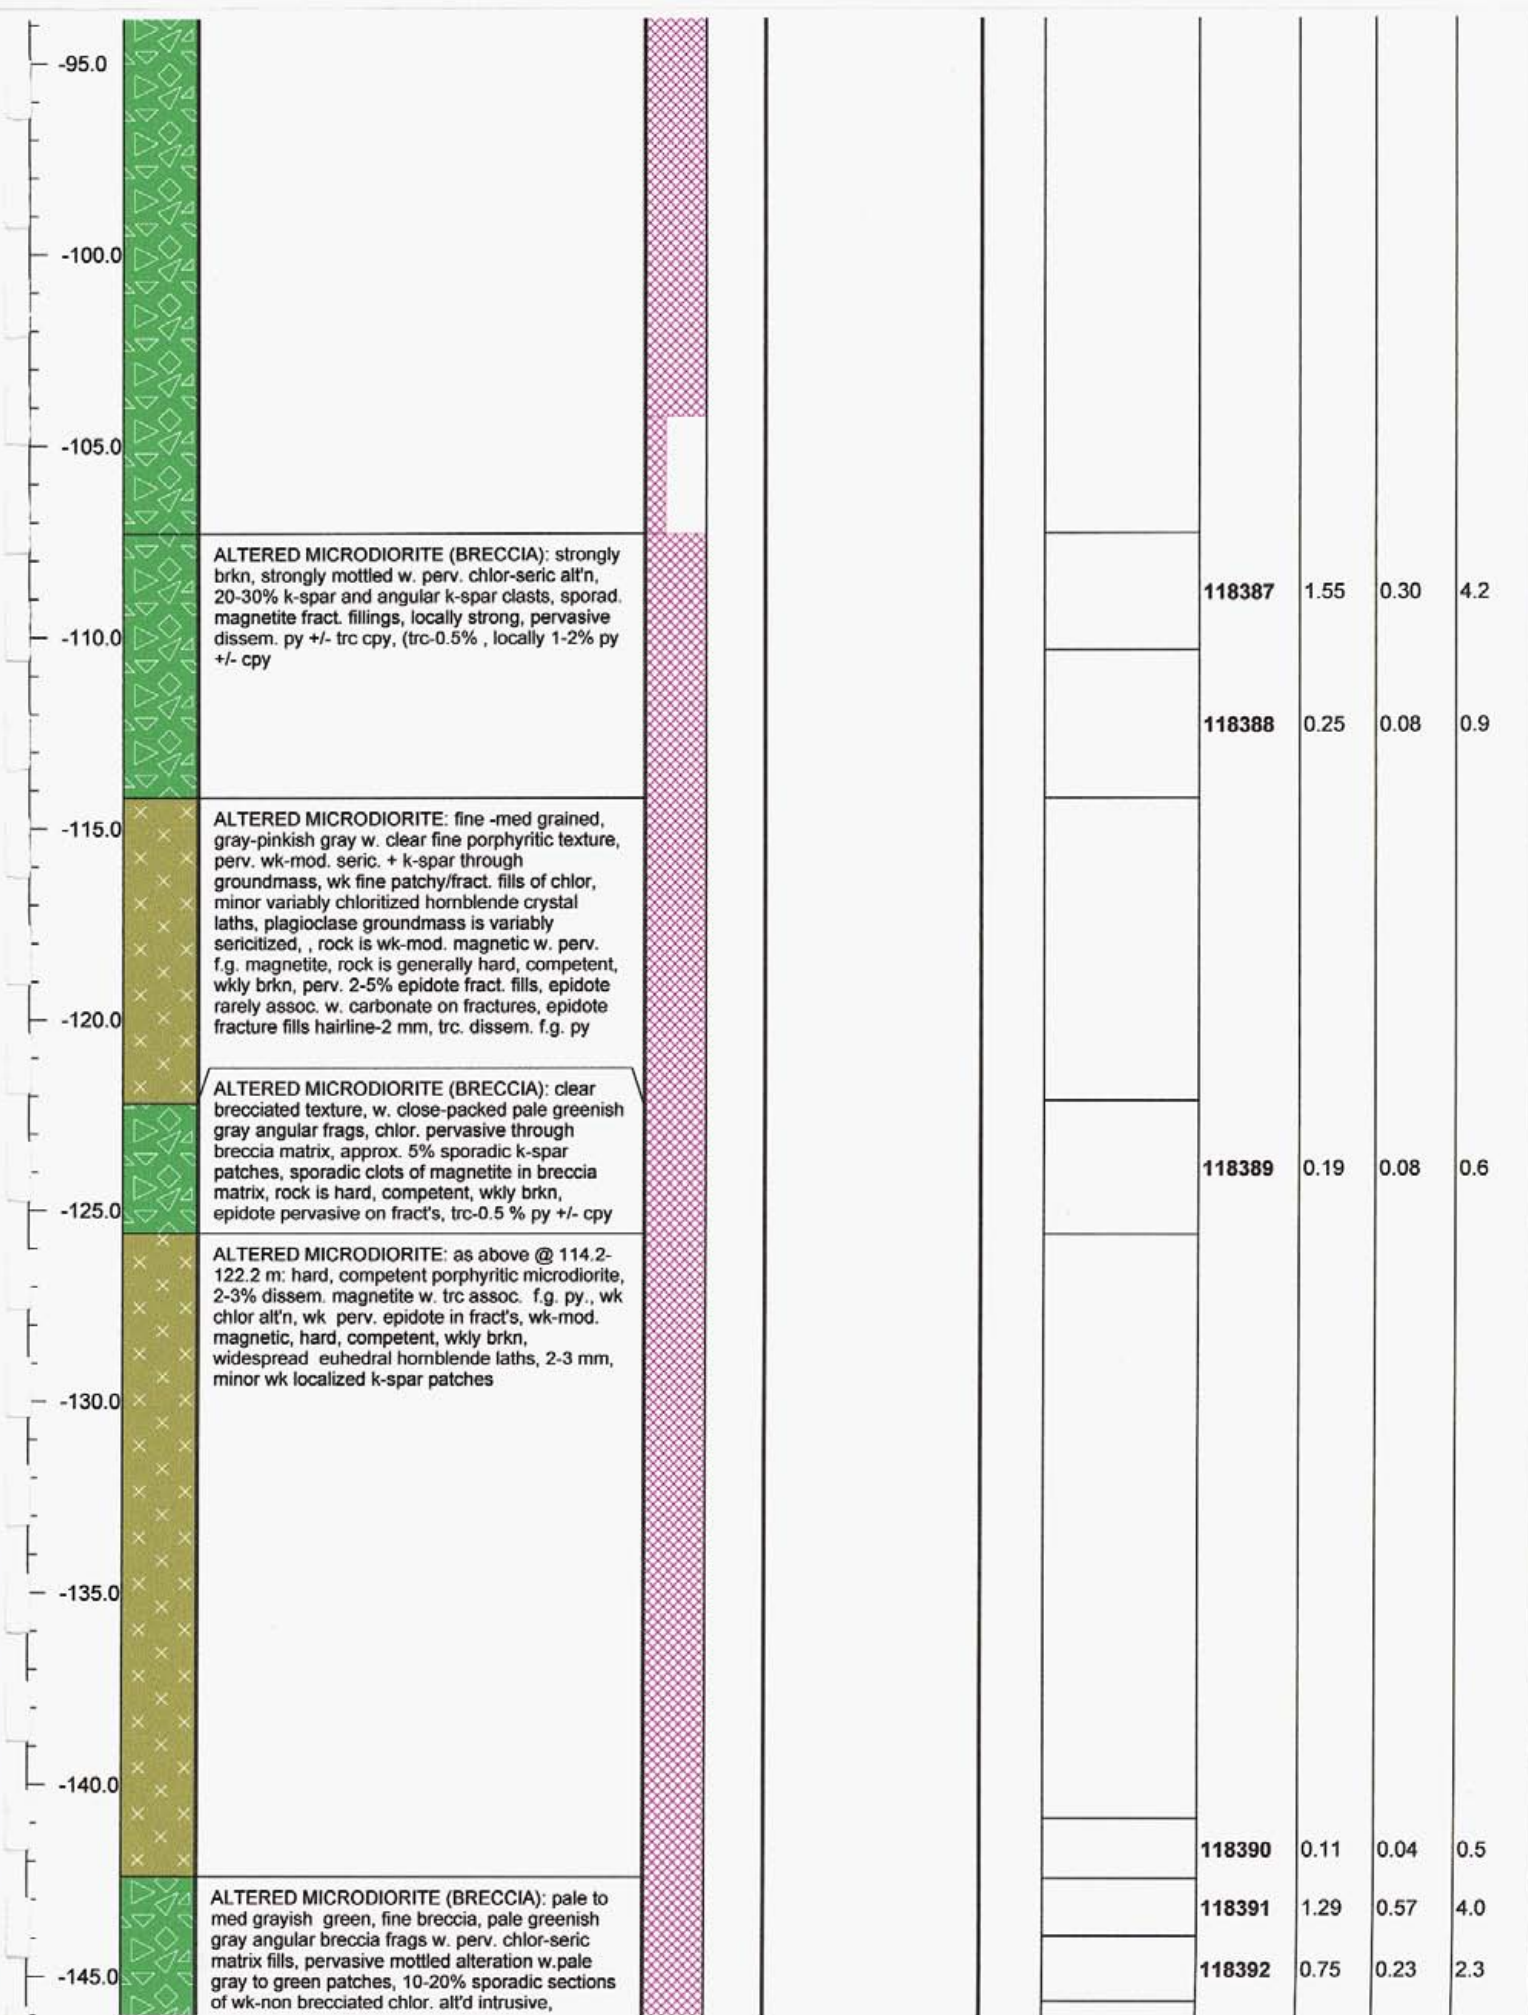 -95.0
-100.0
-105.0
ALTERED MICRODIORITE (BRECCIA): strongly
brkn, strongly mottled w. perv. chlor-seric alt'n,
20-30% k-spar and angular k-spar clasts, sporad.
magnetite fract. fillings, locally strong, pervasive
dissem. py +/- trc cpy, (trc-0.5% , locally 1-2% py
+/- cpy
118387 1.55 0.30 4.2
-110.0
118388 0.25 0.08 0.9
ALTERED MICRODIORITE: fine -med grained,
gray-pinkish gray w. clear fine porphyritic texture,
perv. wk-mod. seric. + k-spar through
groundmass, wk fine patchy/fract. fills of chlor,
minor variably chloritized hornblende crystal
laths, plagioclase groundmass is variably
sericitized, , rock is wk-mod. magnetic w. perv.
f.g. magnetite, rock is generally hard, competent,
wkly brkn, perv. 2-5% epidote fract. fills, epidote
rarely assoc. w. carbonate on fractures, epidote
fracture fills hairline-2 mm, trc. dissem. f.g. py
-115.0
-120.0
ALTERED MICRODIORITE (BRECCIA): clear
brecciated texture, w. close-packed pale greenish
gray angular frags, chlor. pervasive through
breccia matrix, approx. 5% sporadic k-spar
patches, sporadic clots of magnetite in breccia
matrix, rock is hard, competent, wkly brkn,
epidote pervasive on fract's, trc-0.5 % py +/- cpy
118389 0.19 0.08 0.6
-125.0
ALTERED MICRODIORITE: as above @ 114.2-
122.2 m: hard, competent porphyritic microdiorite,
2-3% dissem. magnetite w. trc assoc. f.g. py., wk
chlor alt'n, wk perv. epidote in fract's, wk-mod.
magnetic, hard, competent, wkly brkn,
widespread euhedral hornblende laths, 2-3 mm,
minor wk localized k-spar patches
-130.0
-135.0
-140.0
118390 0.11 0.04 0.5
ALTERED MICRODIORITE (BRECCIA): pale to
med grayish green, fine breccia, pale greenish
gray angular breccia frags w. perv. chlor-seric
matrix fills, pervasive mottled alteration w.pale
gray to green patches, 10-20% sporadic sections
of wk-non brecciated chlor. alt'd intrusive,
118391 1.29 0.57 4.0
118392 0.75 0.23 2.3
-145.0